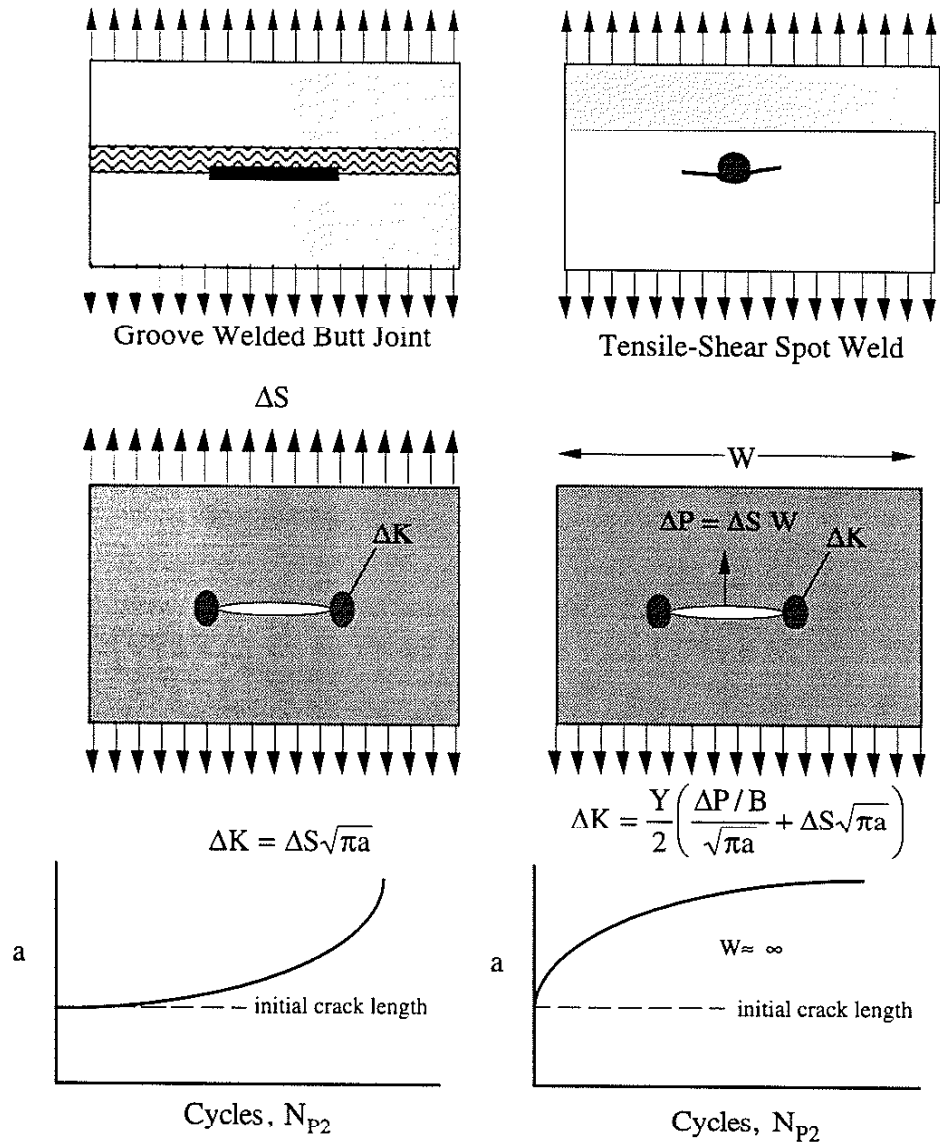 Groove Welded Butt Joint
Tensile-Shear Spot Weld
ΔS
W
ΔK
ΔP = ΔS W
ΔK
ΔK = ΔS√πa
ΔK = Y/2 ( ΔP / B / √πa + ΔS√πa )
a
initial crack length
Cycles, N_P2
a
W≈ ∞
initial crack length
Cycles, N_P2